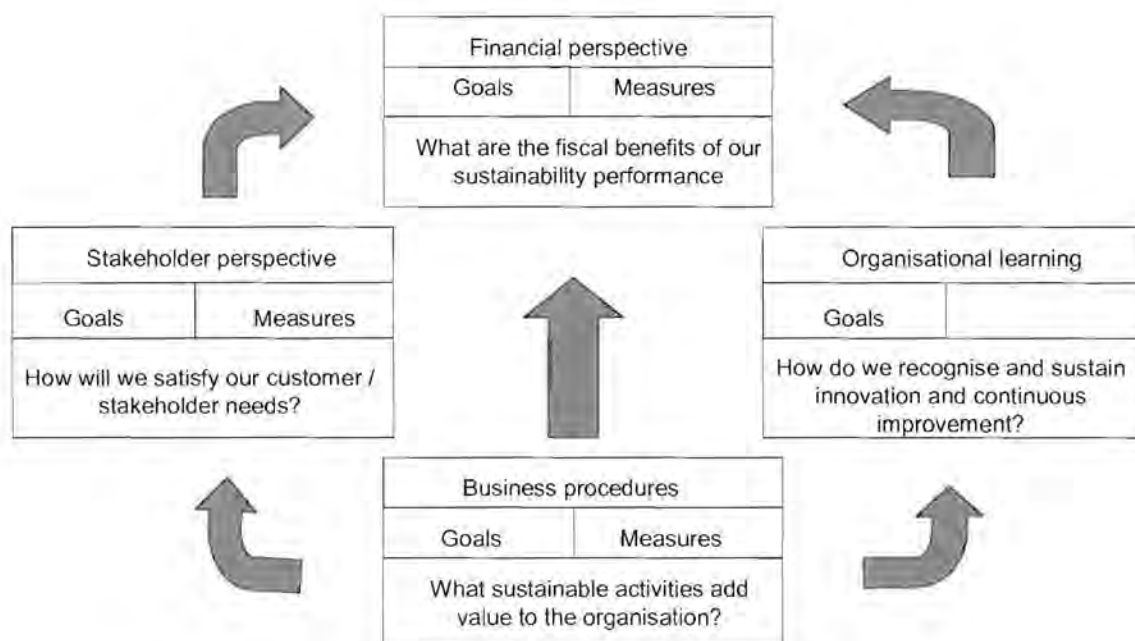 Financial perspective
Goals Measures
What are the fiscal benefits of our
sustainability performance
Stakeholder perspective
Goals Measures
How will we satisfy our customer /
stakeholder needs?
Organisational learning
Goals
How do we recognise and sustain
innovation and continuous
improvement?
Business procedures
Goals Measures
What sustainable activities add
value to the organisation?